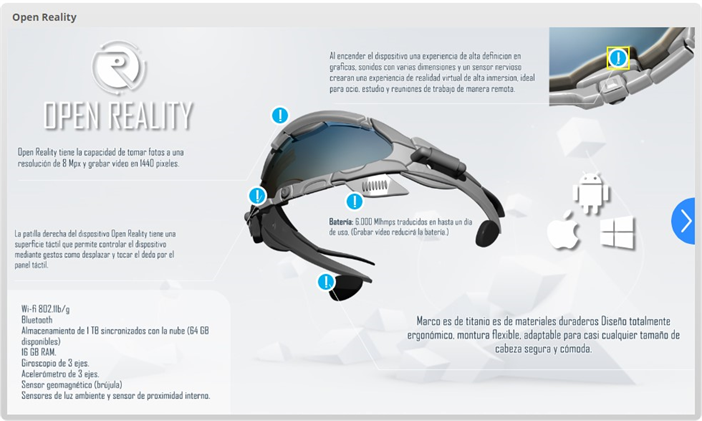 Open Reality
OPEN REALITY
Al encender el dispositivo una experiencia de alta definicion en
graficos, sonidos con varias dimensiones y un sensor nervioso
crearan una experiencia de realidad virtual de alta inmersion, ideal
para ocio, estudio y reuniones de trabajo de manera remota.
Open Reality tiene la capacidad de tomar fotos a una
resolución de 8 Mpx y grabar vídeo en 1440 píxeles.
La patilla derecha del dispositivo Open Reality tiene una
superficie táctil que permite controlar el dispositivo
mediante gestos como desplazar y tocar el dedo por el
panel táctil.
Batería: 6.000 Mlhmps traducidos en hasta un día
de uso, (Grabar vídeo reducirá la batería.)
Wi-Fi 802.11b/g
Bluetooth
Almacenamiento de 1 TB sincronizados con la nube (64 GB
disponibles)
16 GB RAM.
Giroscopio de 3 ejes.
Acelerómetro de 3 ejes.
Sensor geomagnético (brújula)
Sensores de luz ambiente y sensor de proximidad interno.
Marco es de titanio es de materiales duraderos Diseño totalmente
ergonómico, montura flexible, adaptable para casi cualquier tamaño de
cabeza segura y cómoda.